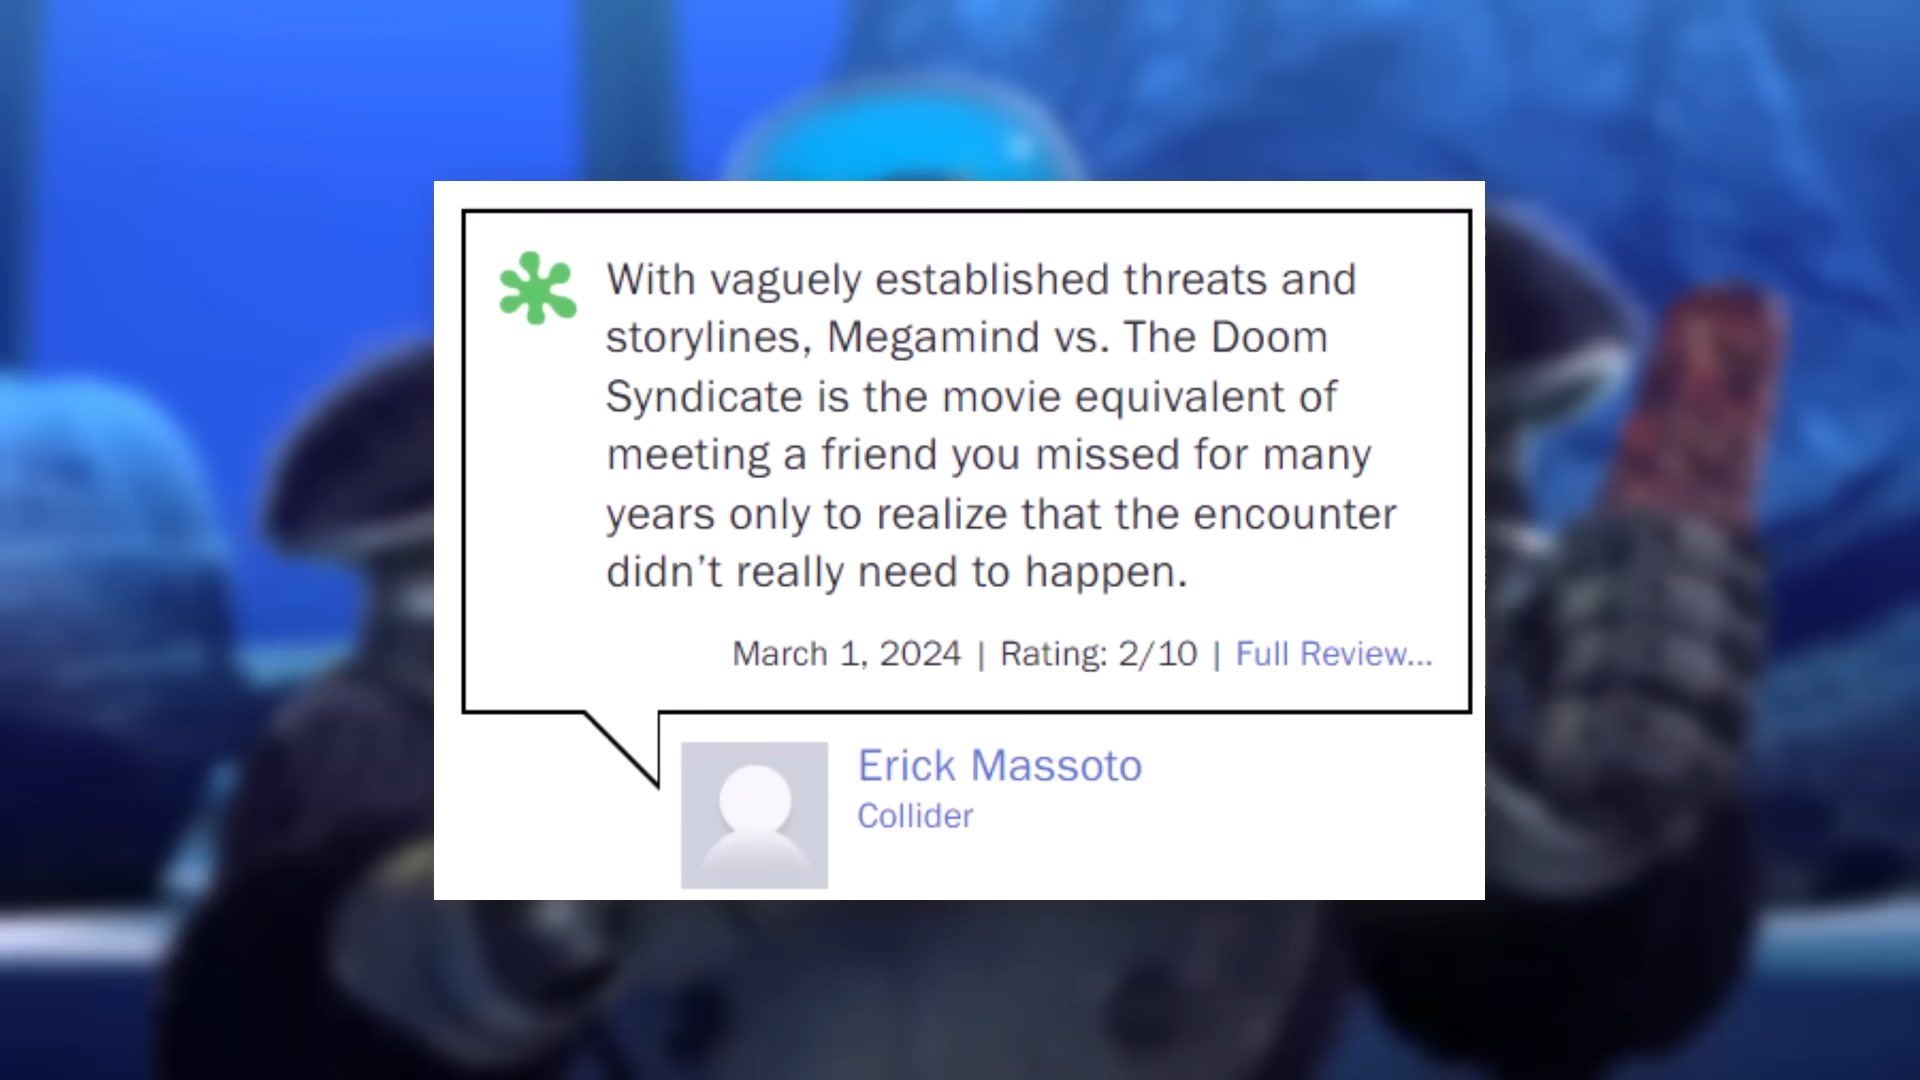 With vaguely established threats and
storylines, Megamind vs. The Doom
Syndicate is the movie equivalent of
meeting a friend you missed for many
years only to realize that the encounter
didn’t really need to happen.
March 1, 2024 | Rating: 2/10 | Full Review...
Erick Massoto
Collider